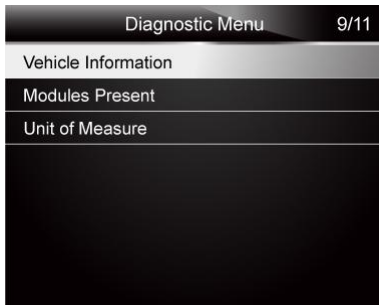 Diagnostic Menu 9/11
Vehicle Information
Modules Present
Unit of Measure